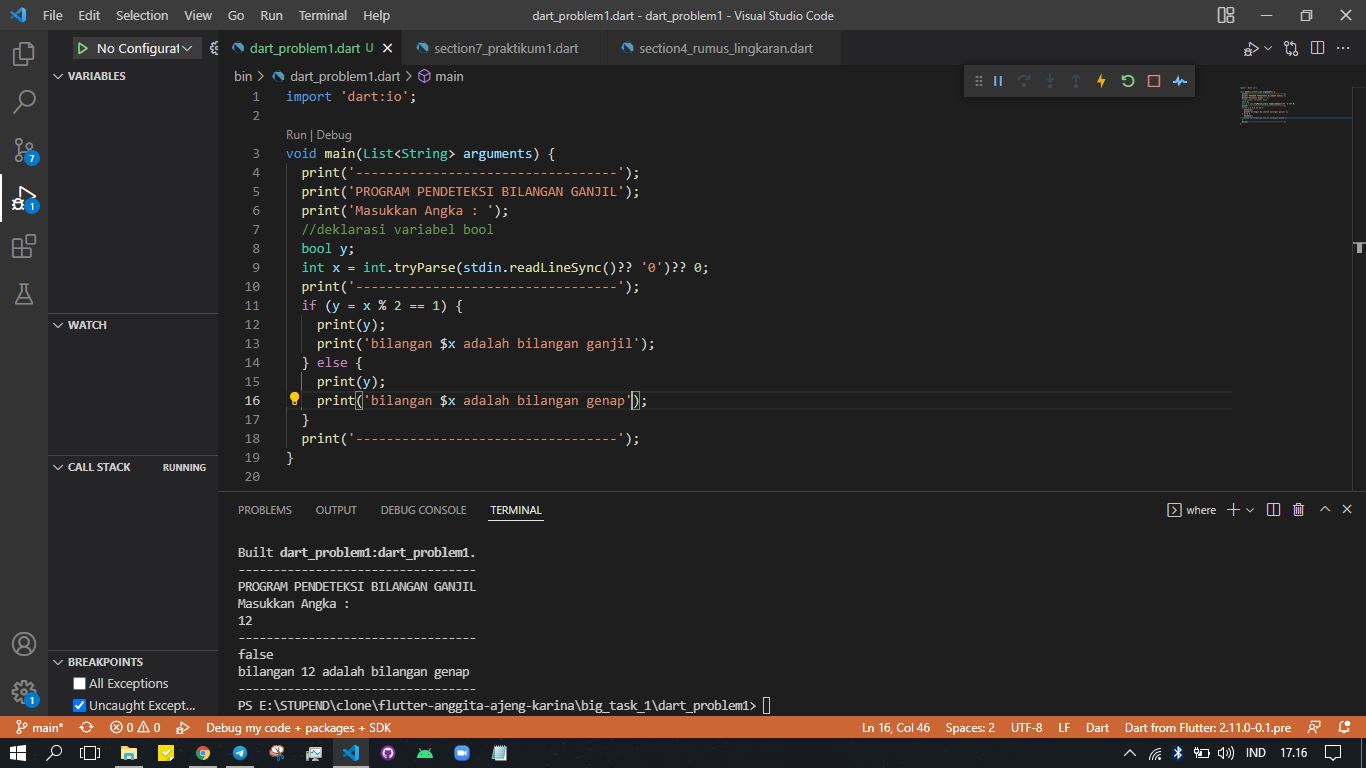 File Edit Selection View Go Run Terminal Help
dart_problem1.dart - dart_problem1 - Visual Studio Code
No Configurat
dart_problem1.dart U
section7_praktikum1.dart
section4_rumus_lingkaran.dart
VARIABLES
bin > dart_problem1.dart > main
1 import 'dart:io';
2
Run | Debug
3 void main(List<String> arguments) {
4 print('----------------------------------');
5 print('PROGRAM PENDETEKSI BILANGAN GANJIL');
6 print('Masukkan Angka : ');
7 //deklarasi variabel bool
8 bool y;
9 int x = int.tryParse(stdin.readLineSync()?? '0')?? 0;
10 print('----------------------------------');
11 if (y = x % 2 == 1) {
12 print(y);
13 print('bilangan $x adalah bilangan ganjil');
14 } else {
15 print(y);
16 print('bilangan $x adalah bilangan genap');
17 }
18 print('----------------------------------');
19 }
20
WATCH
CALL STACK RUNNING
BREAKPOINTS
All Exceptions
Uncaught Except...
7
1
1
PROBLEMS OUTPUT DEBUG CONSOLE TERMINAL
where
Built dart_problem1:dart_problem1.
----------------------------------
PROGRAM PENDETEKSI BILANGAN GANJIL
Masukkan Angka :
12
----------------------------------
false
bilangan 12 adalah bilangan genap
----------------------------------
PS E:\STUPEND\clone\flutter-anggita-ajeng-karina\big_task_1\dart_problem1>
main* 0 0 Debug my code + packages + SDK
Ln 16, Col 46 Spaces: 2 UTF-8 LF Dart Dart from Flutter: 2.11.0-0.1.pre
IND 17.16